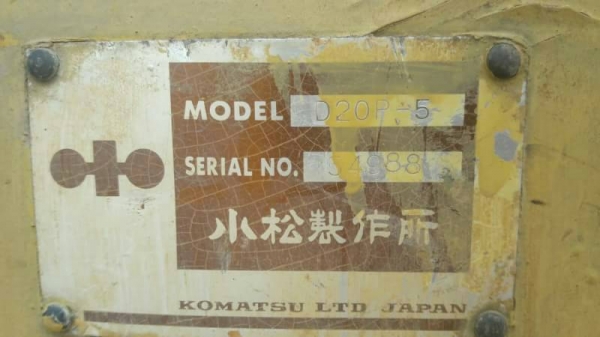 MODEL D20P-5
SERIAL NO.
小松製作所
KOMATSU LTD JAPAN